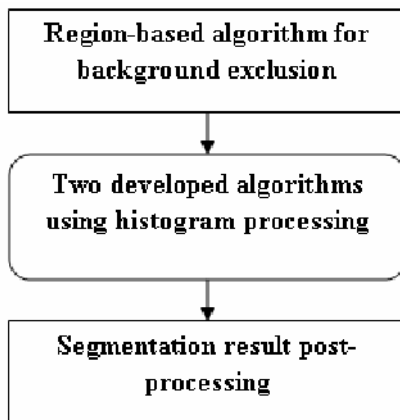 Region-based algorithm for
background exclusion
Two developed algorithms
using histogram processing
Segmentation result post-
processing